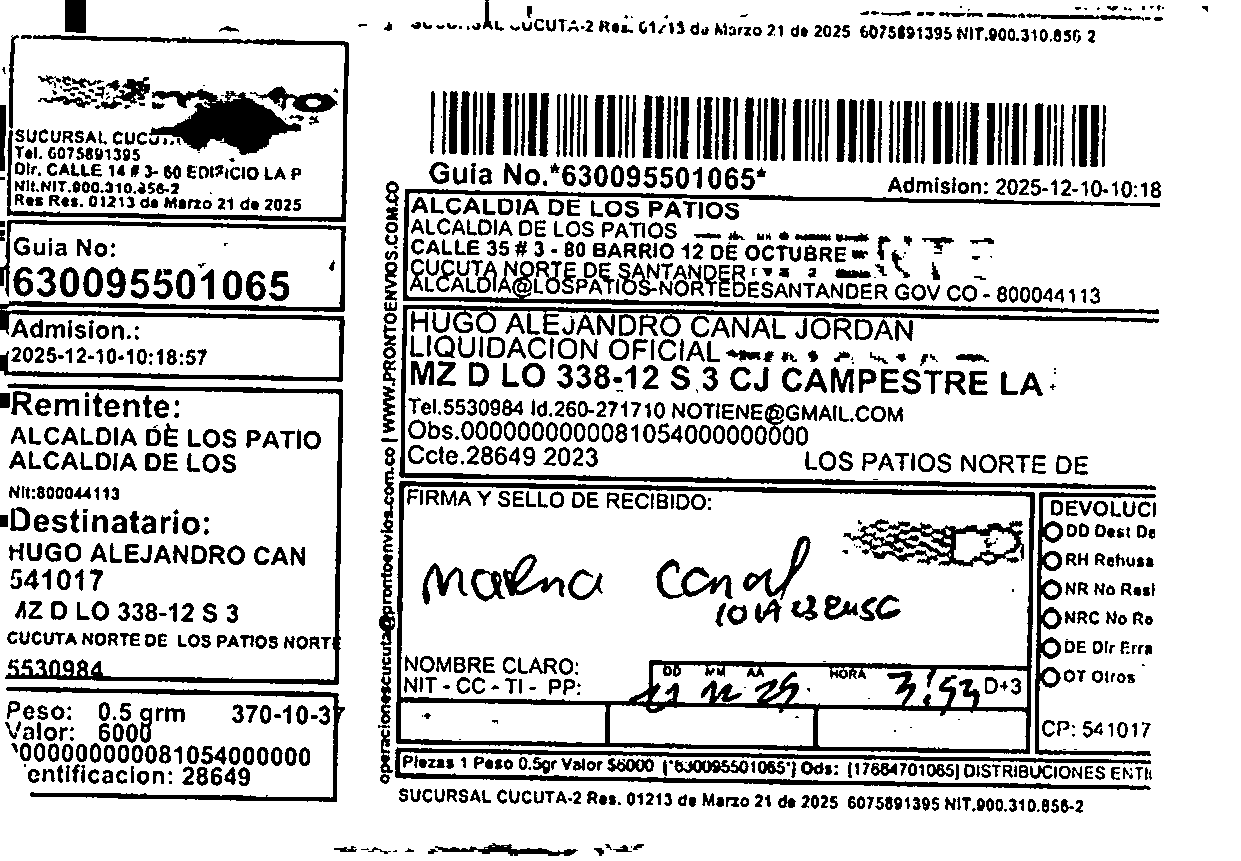 SUCURSAL CUCUTA-2 Res. 01213 de Marzo 21 de 2025 6075891395 NIT.900.310.856-2
SUCURSAL
Tel. 6075891395
Dir. CALLE 14 # 3- 60 EDIFICIO LA P
Nit.NIT.900.310.856-2
Res Res. 01213 de Marzo 21 de 2025
Guia No:
630095501065
Admision.:
2025-12-10-10:18:57
Remitente:
ALCALDIA DE LOS PATIO
ALCALDIA DE LOS
Nit:800044113
Destinatario:
HUGO ALEJANDRO CAN
541017
MZ D LO 338-12 S 3
CUCUTA NORTE DE LOS PATIOS NORTE
5530984
Peso: 0.5 grm 370-10-37
Valor: 6000
000000000081054000000
entificacion: 28649
operacionescucuta@prontoenvios.com.co | WWW.PRONTOENVIOS.COM.CO
Guia No.*630095501065*
Admision: 2025-12-10-10:18
ALCALDIA DE LOS PATIOS
ALCALDIA DE LOS PATIOS
CALLE 35 # 3 - 80 BARRIO 12 DE OCTUBRE
CUCUTA NORTE DE SANTANDER
ALCALDIA@LOSPATIOS-NORTEDESANTANDER GOV CO - 800044113
HUGO ALEJANDRO CANAL JORDAN
LIQUIDACION OFICIAL
MZ D LO 338-12 S 3 CJ CAMPESTRE LA
Tel.5530984 Id.260-271710 NOTIENE@GMAIL.COM
Obs.0000000000081054000000000
Ccte.28649 2023 LOS PATIOS NORTE DE
FIRMA Y SELLO DE RECIBIDO:
Canal
NOMBRE CLARO:
NIT - CC - TI - PP:
DD MM AA HORA
D+3
DEVOLUCI
DD Dest De
RH Rehusa
NR No Resi
NRC No Re
DE Dir Erra
OT Otros
CP: 541017
Piezas 1 Peso 0.5gr Valor $6000 [*630095501065*] Ods: [17664701065] DISTRIBUCIONES ENTI
SUCURSAL CUCUTA-2 Res. 01213 de Marzo 21 de 2025 6075891395 NIT.900.310.856-2